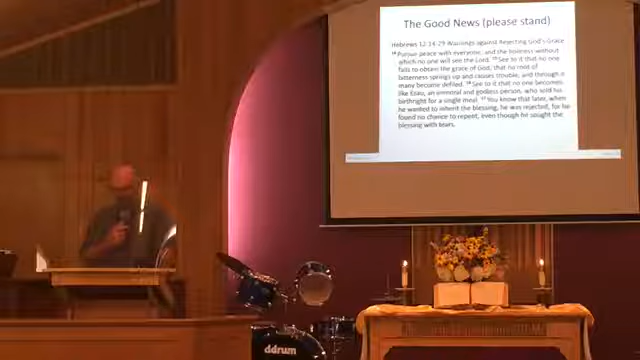 The Good News (please stand)
Hebrews 12:14-29 Warnings against Rejecting God's Grace
14 Pursue peace with everyone, and the holiness without
which no one will see the Lord. 15 See to it that no one
fails to obtain the grace of God; that no root of
bitterness springs up and causes trouble, and through it
many become defiled. 16 See to it that no one becomes
like Esau, an immoral and godless person, who sold his
birthright for a single meal. 17 You know that later, when
he wanted to inherit the blessing, he was rejected, for he
found no chance to repent, even though he sought the
blessing with tears.
ddrum